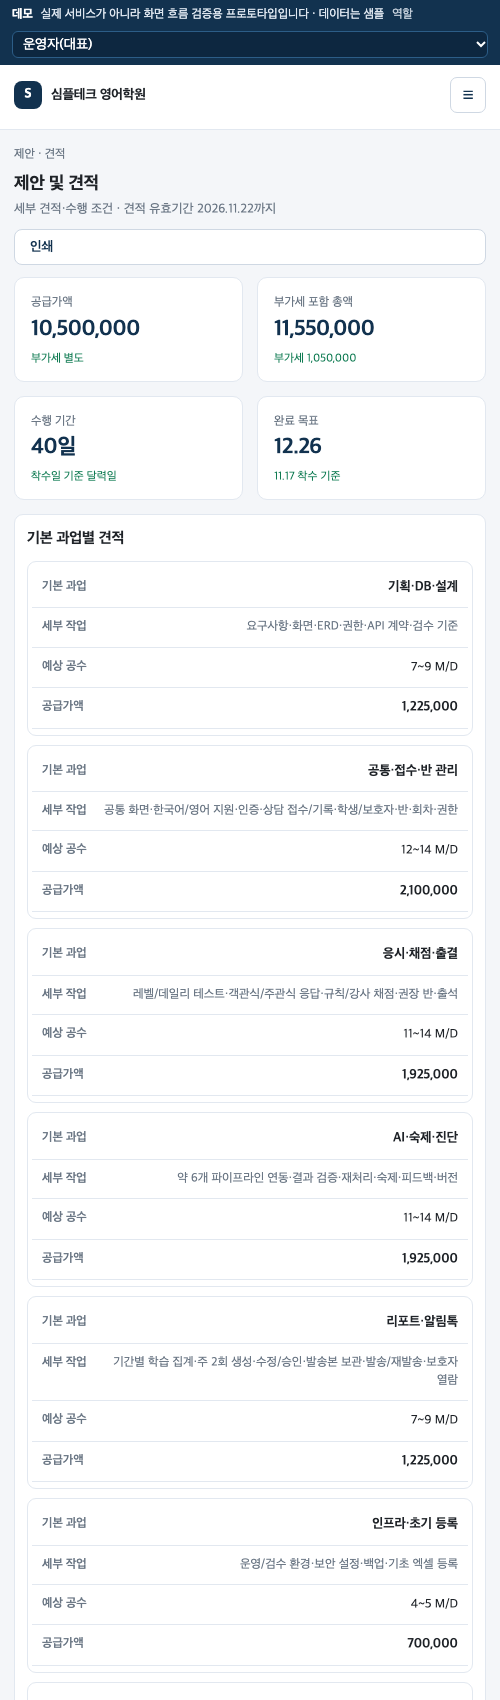 데모 실제 서비스가 아니라 화면 흐름 검증용 프로토타입입니다 · 데이터는 샘플 역할
운영자(대표)
S 심플테크 영어학원
제안 · 견적
제안 및 견적
세부 견적·수행 조건 · 견적 유효기간 2026.11.22까지
인쇄
공급가액
10,500,000
부가세 별도
부가세 포함 총액
11,550,000
부가세 1,050,000
수행 기간
40일
착수일 기준 달력일
완료 목표
12.26
11.17 착수 기준
기본 과업별 견적
기본 과업 기획·DB·설계
세부 작업 요구사항·화면·ERD·권한·API 계약·검수 기준
예상 공수 7~9 M/D
공급가액 1,225,000
기본 과업 공통·접수·반 관리
세부 작업 공통 화면·한국어/영어 지원·인증·상담 접수/기록·학생/보호자·반·회차·권한
예상 공수 12~14 M/D
공급가액 2,100,000
기본 과업 응시·채점·출결
세부 작업 레벨/데일리 테스트·객관식/주관식 응답·규칙/강사 채점·권장 반·출석
예상 공수 11~14 M/D
공급가액 1,925,000
기본 과업 AI·숙제·진단
세부 작업 약 6개 파이프라인 연동·결과 검증·재처리·숙제·피드백·버전
예상 공수 11~14 M/D
공급가액 1,925,000
기본 과업 리포트·알림톡
세부 작업 기간별 학습 집계·주 2회 생성·수정/승인·발송본 보관·발송/재발송·보호자
열람
예상 공수 7~9 M/D
공급가액 1,225,000
기본 과업 인프라·초기 등록
세부 작업 운영/검수 환경·보안 설정·백업·기초 엑셀 등록
예상 공수 4~5 M/D
공급가액 700,000